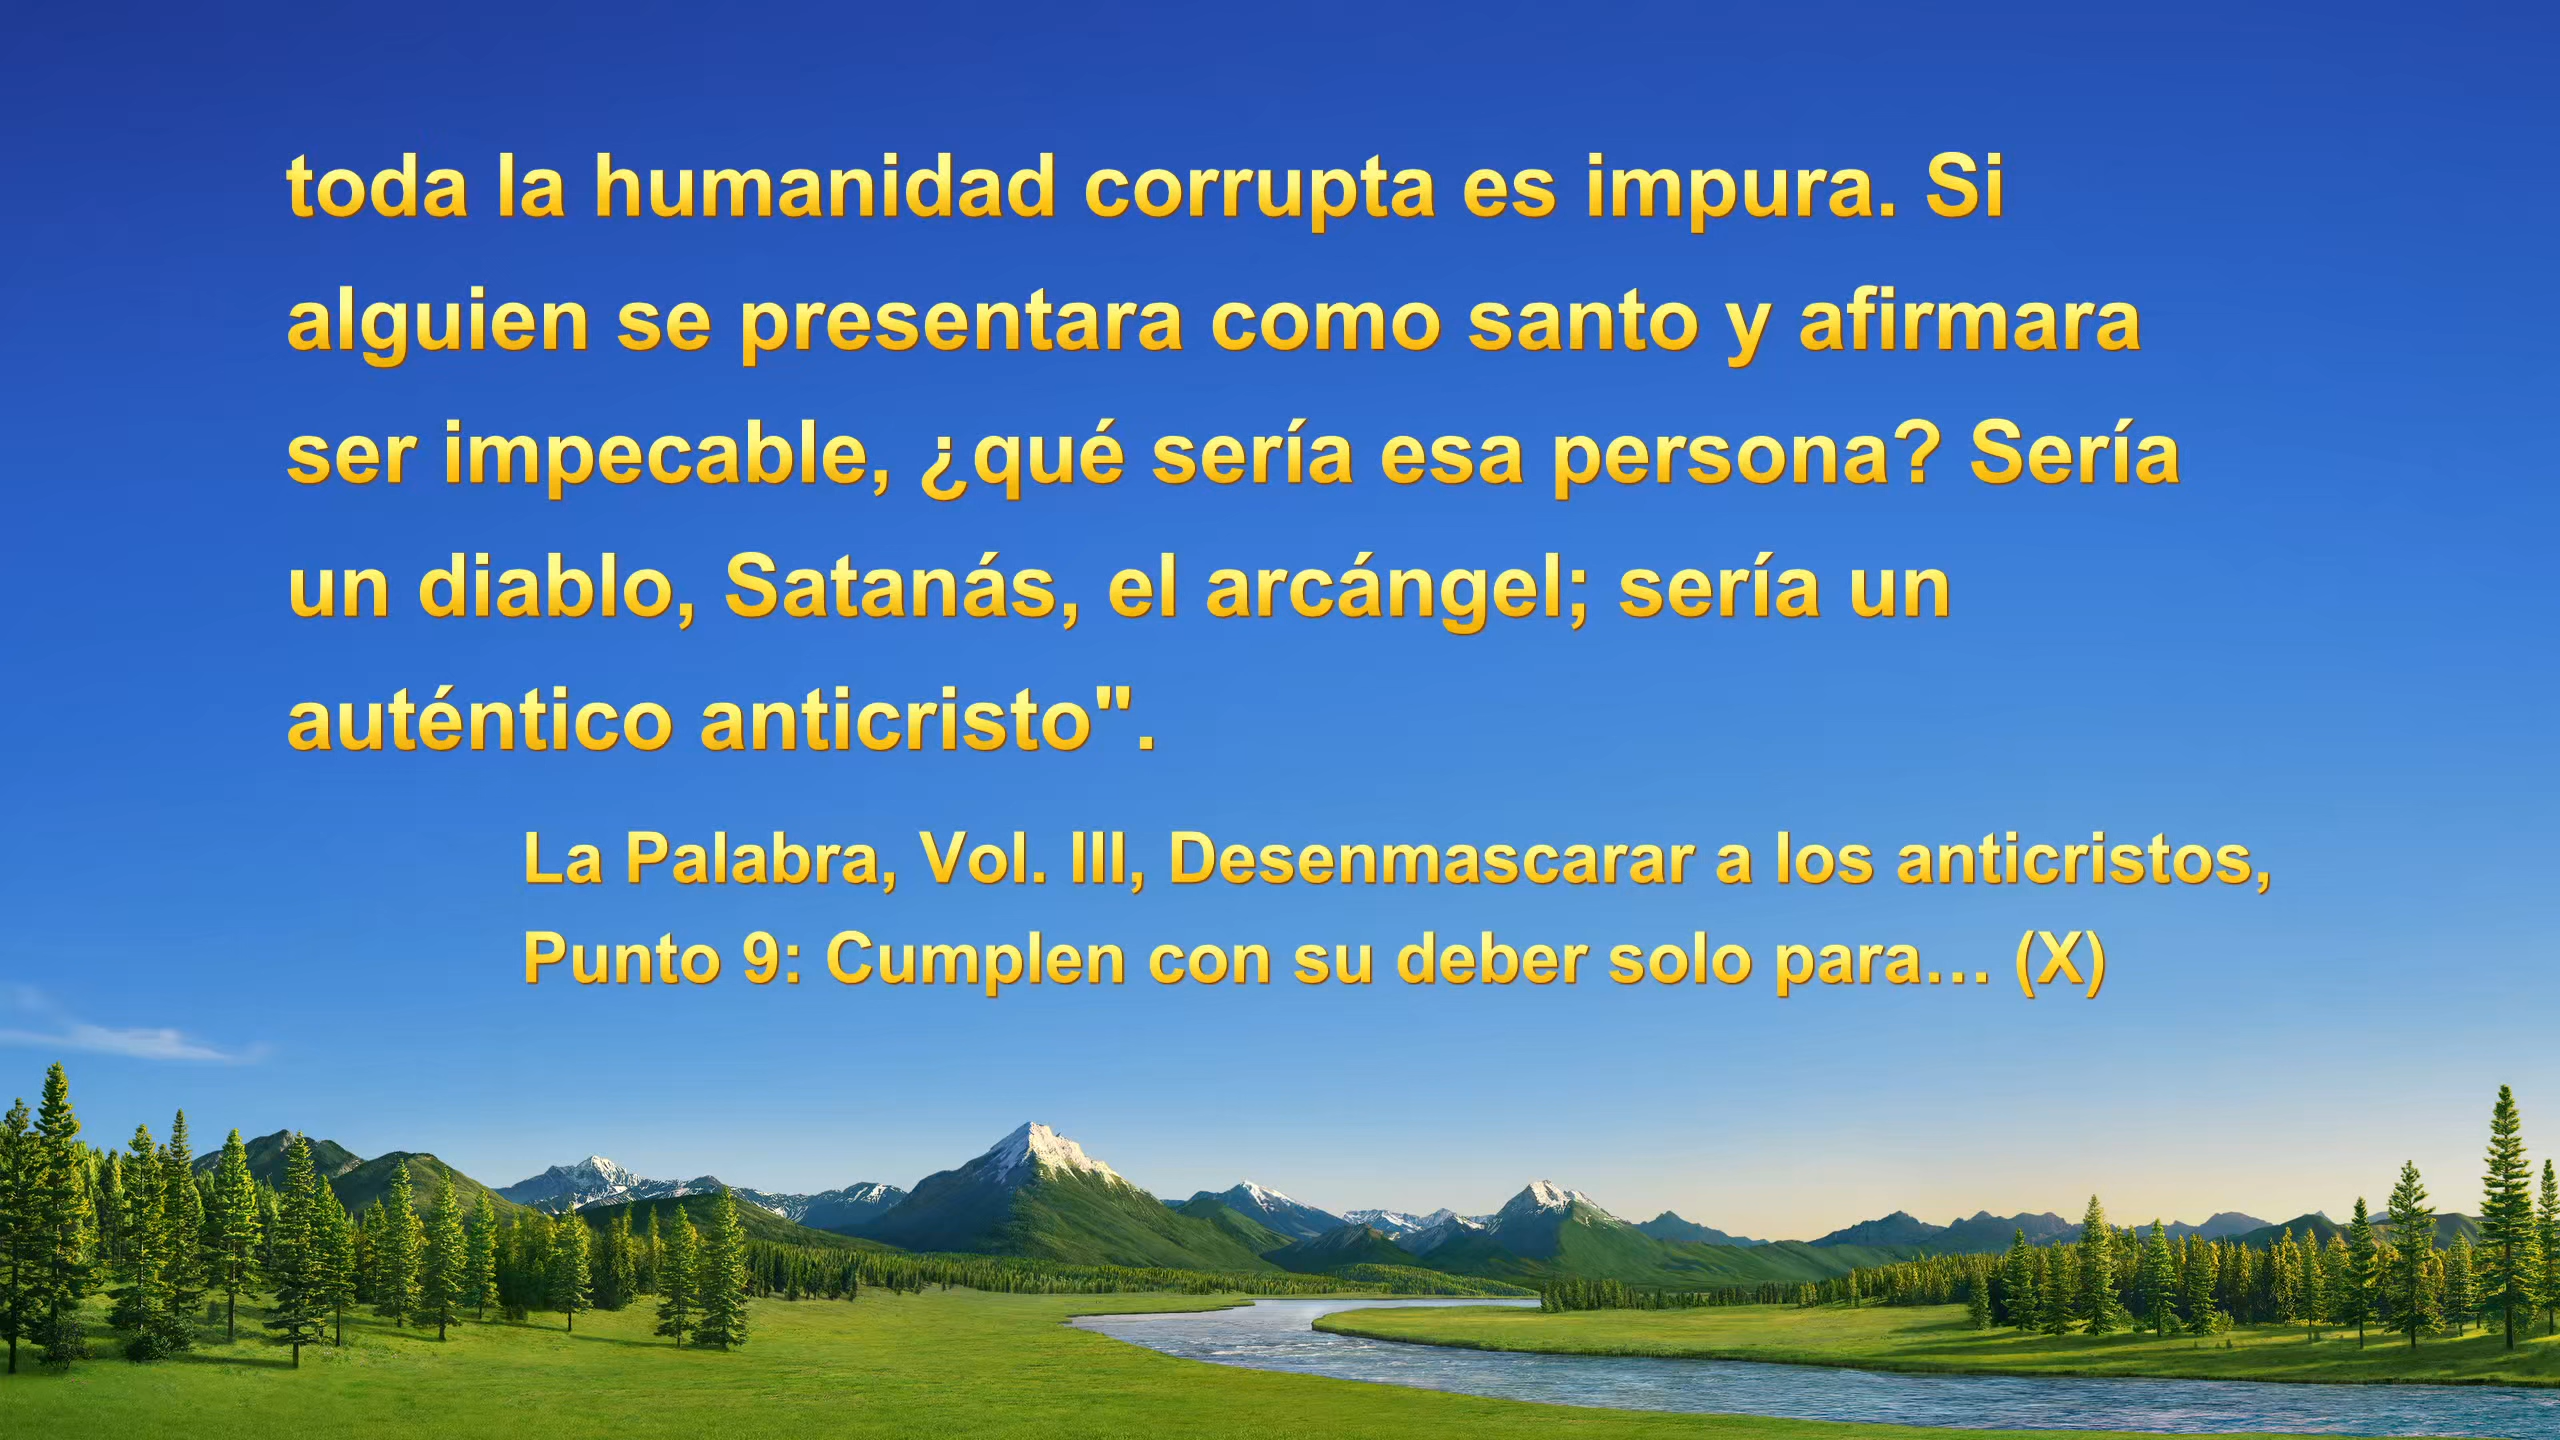 toda la humanidad corrupta es impura. Si
alguien se presentara como santo y afirmara
ser impecable, ¿qué sería esa persona? Sería
un diablo, Satanás, el arcángel; sería un
auténtico anticristo".
La Palabra, Vol. III, Desenmascarar a los anticristos,
Punto 9: Cumplen con su deber solo para… (X)